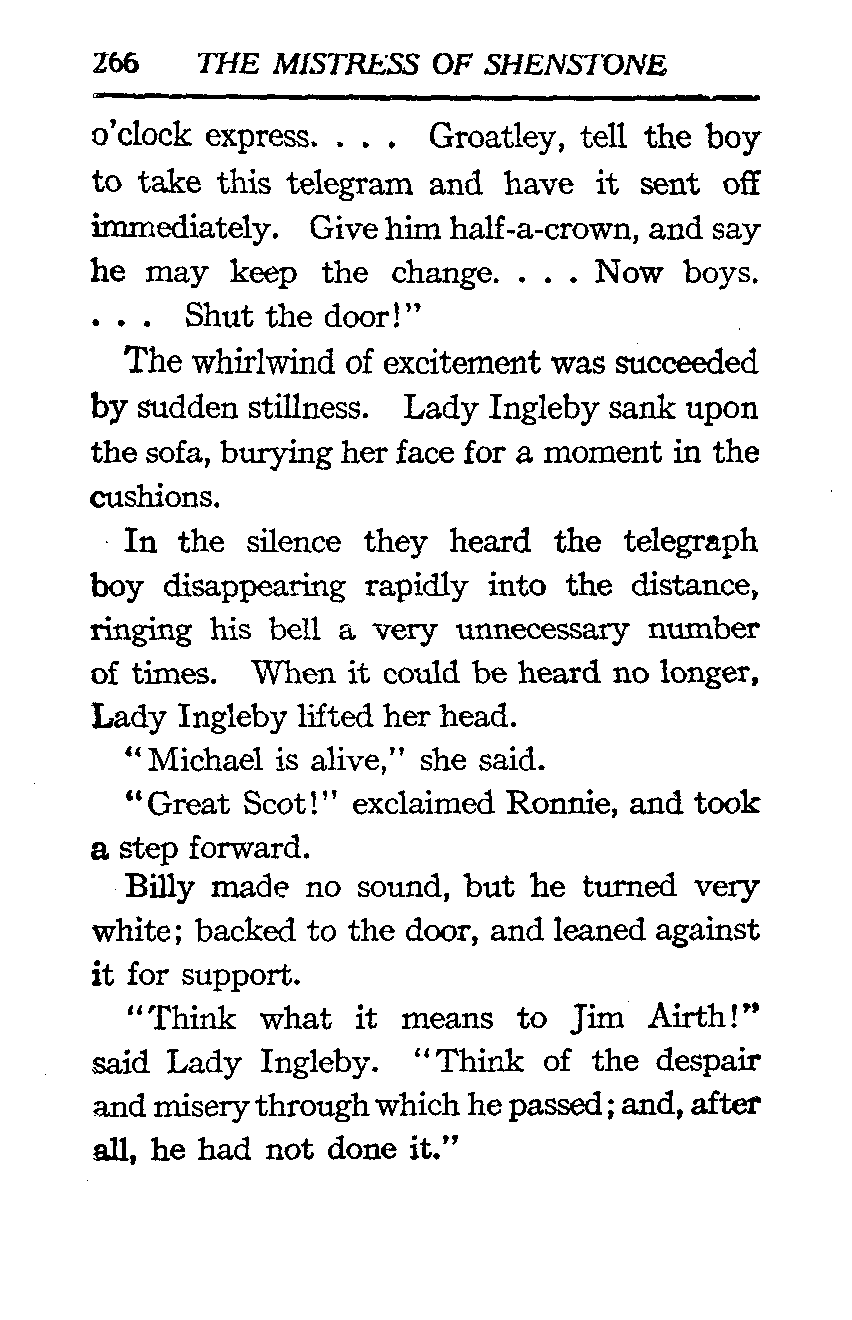 266 THE MISTRESS OF SHENSTONE
o'clock express. . . . Groatley, tell the boy
to take this telegram and have it sent off
immediately. Give him half-a-crown, and say
he may keep the change. . . . Now boys.
. . . Shut the door!"
The whirlwind of excitement was succeeded
by sudden stillness. Lady Ingleby sank upon
the sofa, burying her face for a moment in the
cushions.
In the silence they heard the telegraph
boy disappearing rapidly into the distance,
ringing his bell a very unnecessary number
of times. When it could be heard no longer,
Lady Ingleby lifted her head.
"Michael is alive," she said.
"Great Scot!" exclaimed Ronnie, and took
a step forward.
Billy made no sound, but he turned very
white; backed to the door, and leaned against
it for support.
"Think what it means to Jim Airth!"
said Lady Ingleby. "Think of the despair
and misery through which he passed; and, after
all, he had not done it."